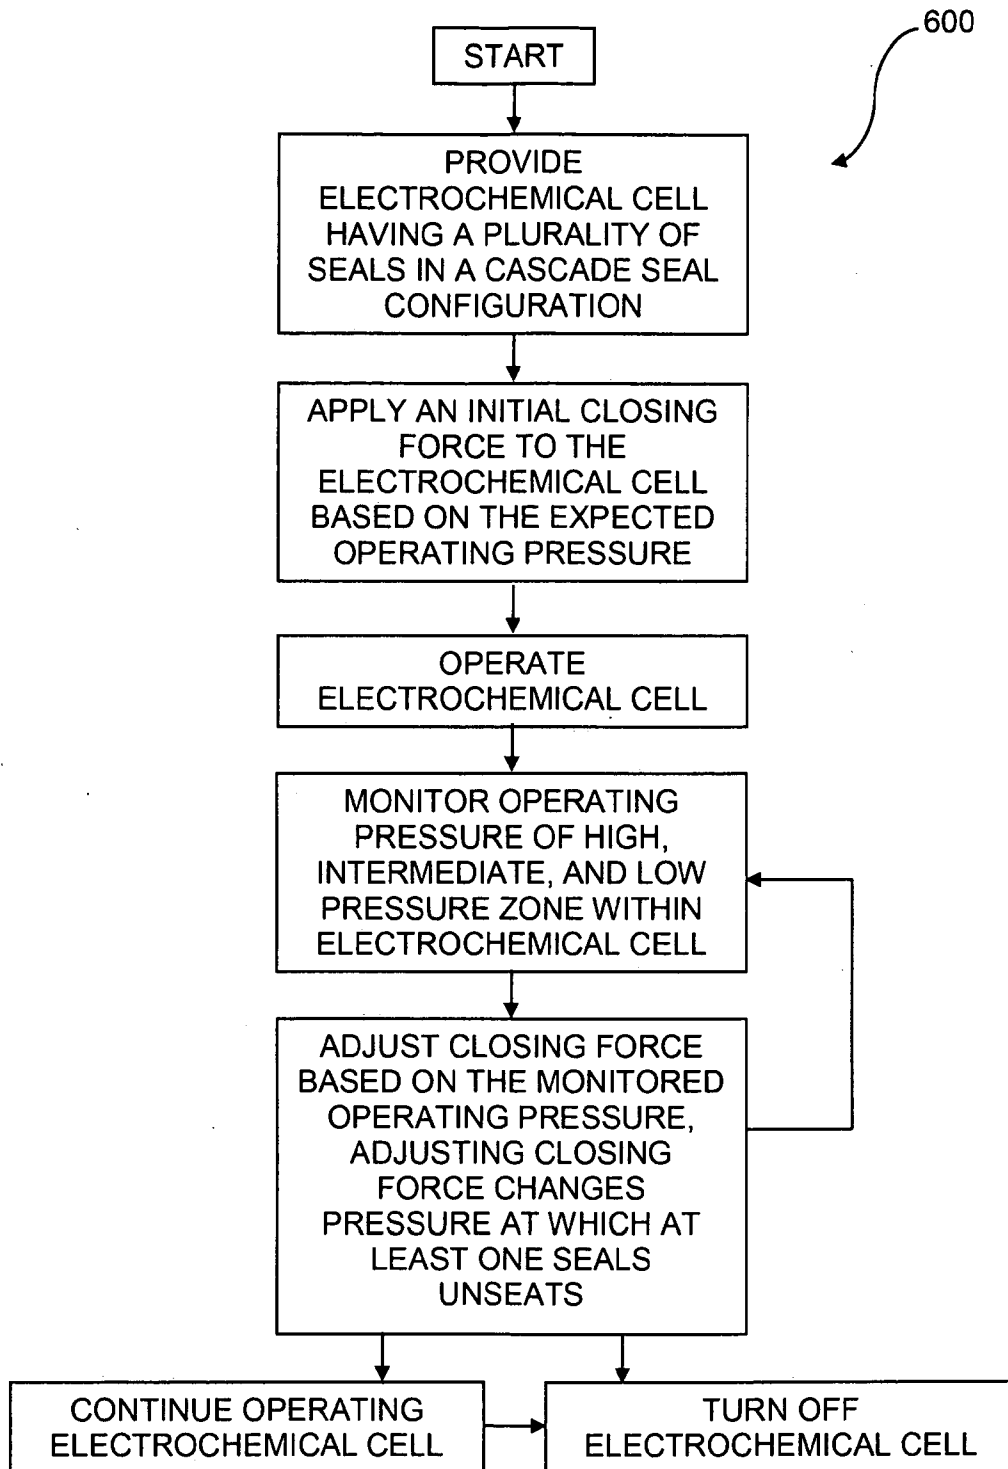 600
START
PROVIDE
ELECTROCHEMICAL CELL
HAVING A PLURALITY OF
SEALS IN A CASCADE SEAL
CONFIGURATION
APPLY AN INITIAL CLOSING
FORCE TO THE
ELECTROCHEMICAL CELL
BASED ON THE EXPECTED
OPERATING PRESSURE
OPERATE
ELECTROCHEMICAL CELL
MONITOR OPERATING
PRESSURE OF HIGH,
INTERMEDIATE, AND LOW
PRESSURE ZONE WITHIN
ELECTROCHEMICAL CELL
ADJUST CLOSING FORCE
BASED ON THE MONITORED
OPERATING PRESSURE,
ADJUSTING CLOSING
FORCE CHANGES
PRESSURE AT WHICH AT
LEAST ONE SEALS
UNSEATS
CONTINUE OPERATING
ELECTROCHEMICAL CELL
TURN OFF
ELECTROCHEMICAL CELL